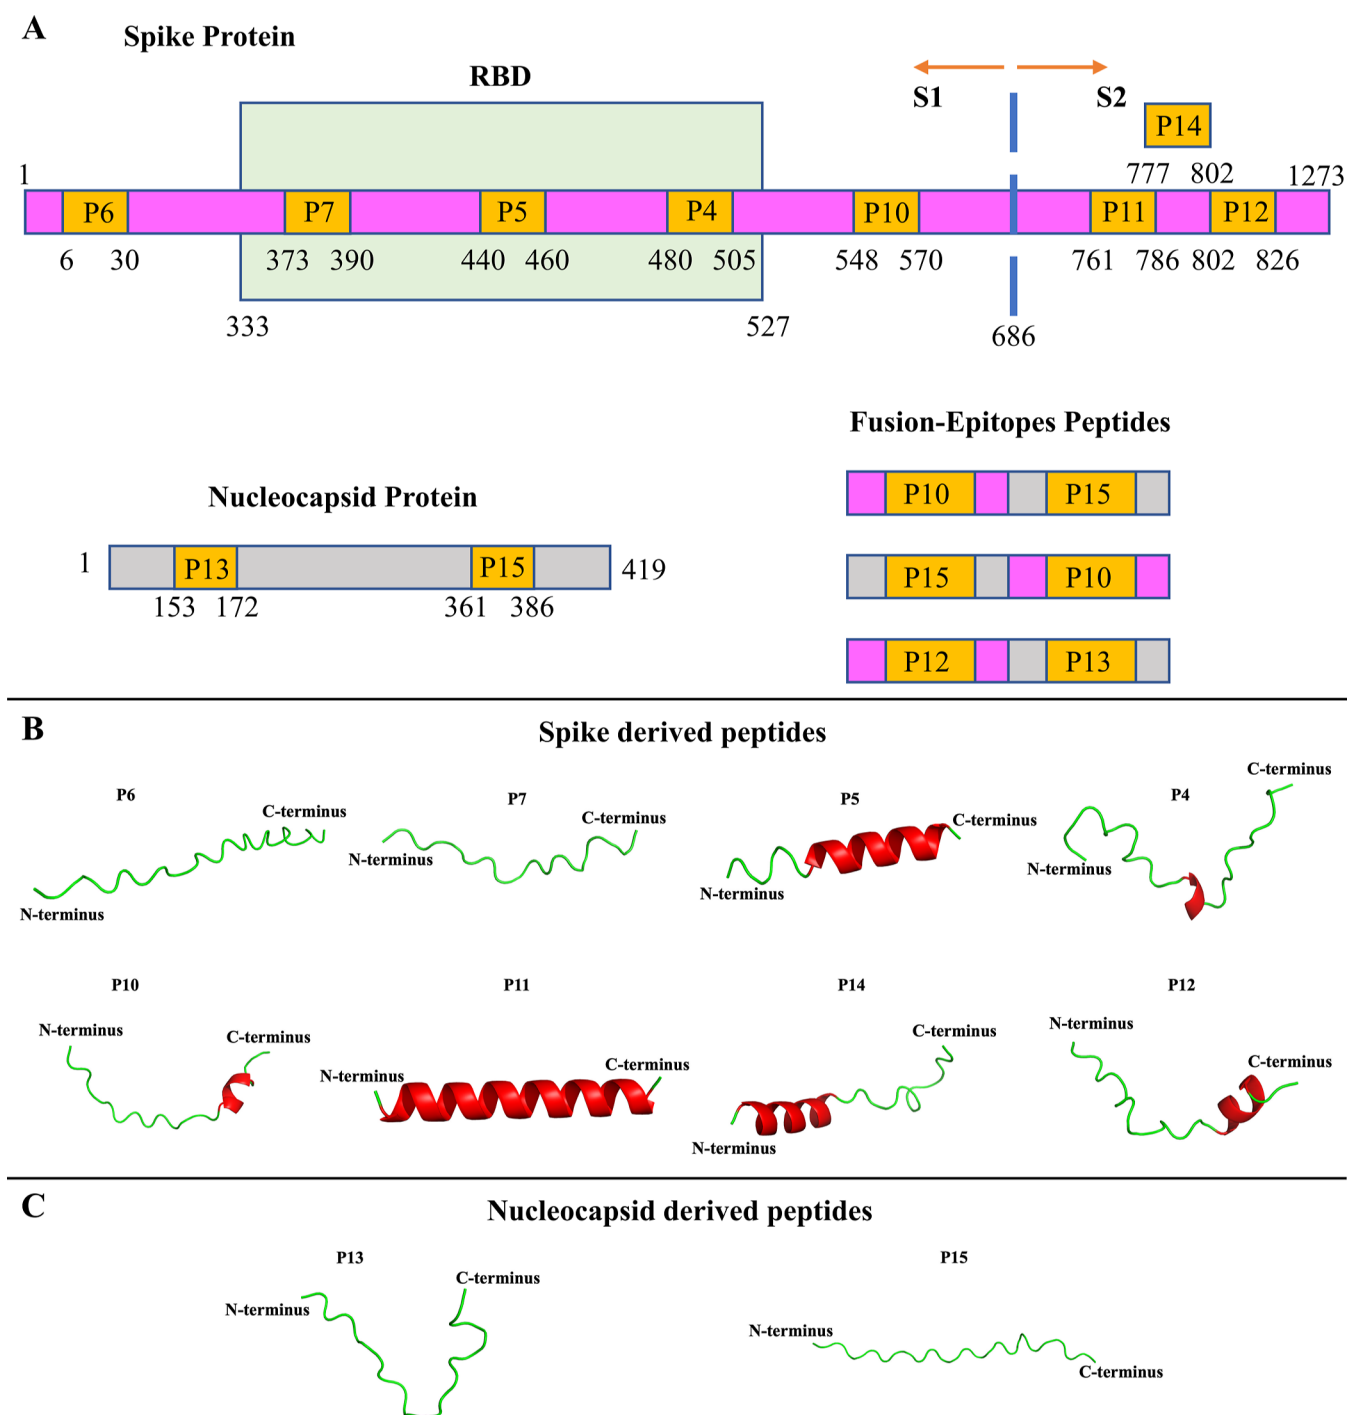 A
Spike Protein
RBD
S1 S2
P14
1 777 802 1273
P6 P7 P5 P4 P10 P11 P12
6 30 373 390 440 460 480 505 548 570 761 786 802 826
333 527 686
Fusion-Epitopes Peptides
P10 P15
Nucleocapsid Protein
1 P13 P15 419
153 172 361 386
P15 P10
P12 P13
B
Spike derived peptides
P6 P7 P5 P4
C-terminus
C-terminus
C-terminus
C-terminus
N-terminus
N-terminus
N-terminus
N-terminus
P10 P11 P14 P12
N-terminus
C-terminus
N-terminus
C-terminus
C-terminus
N-terminus
N-terminus
C-terminus
C
Nucleocapsid derived peptides
P13 P15
C-terminus
N-terminus
N-terminus
C-terminus